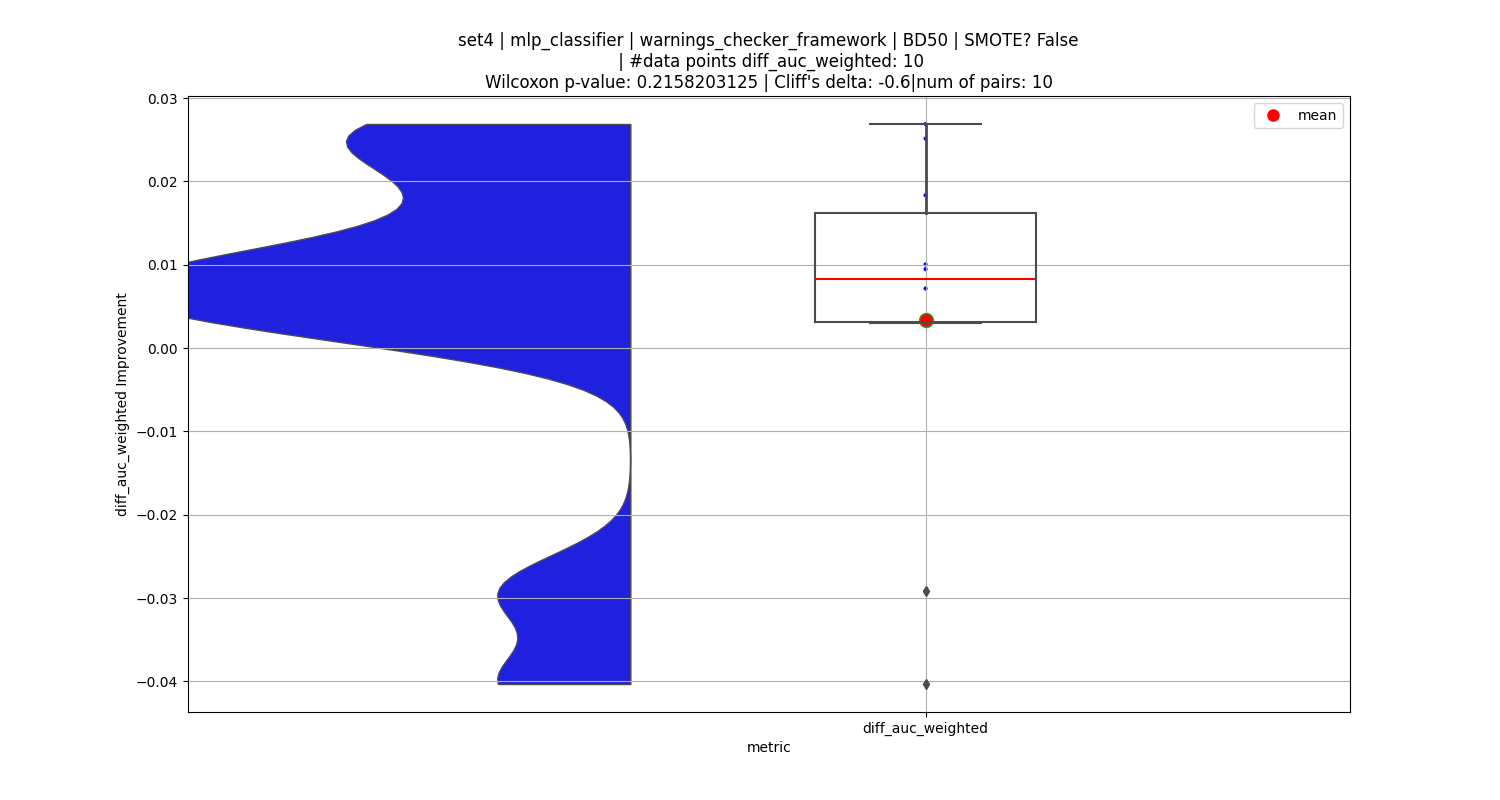 set4 | mlp_classifier | warnings_checker_framework | BD50 | SMOTE? False
| #data points diff_auc_weighted: 10
Wilcoxon p-value: 0.2158203125 | Cliff's delta: -0.6|num of pairs: 10
mean
0.03
0.02
0.01
0.00
−0.01
−0.02
−0.03
−0.04
diff_auc_weighted Improvement
diff_auc_weighted
metric